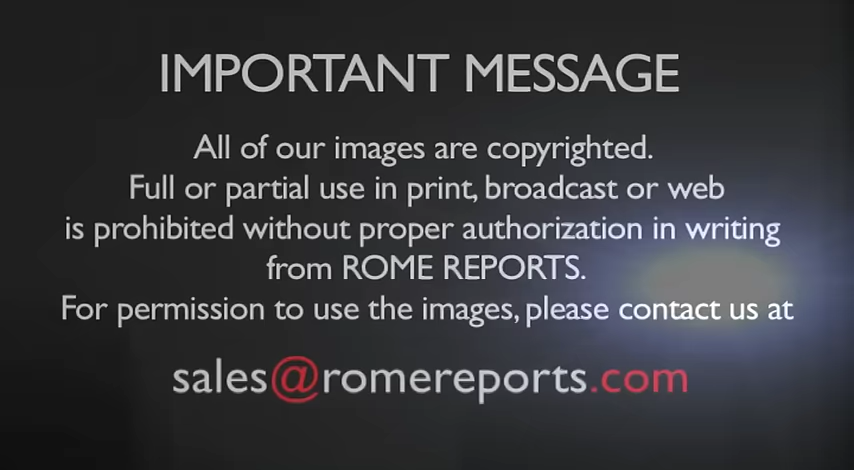 IMPORTANT MESSAGE
All of our images are copyrighted.
Full or partial use in print, broadcast or web
is prohibited without proper authorization in writing
from ROME REPORTS.
For permission to use the images, please contact us at
sales@romereports.com